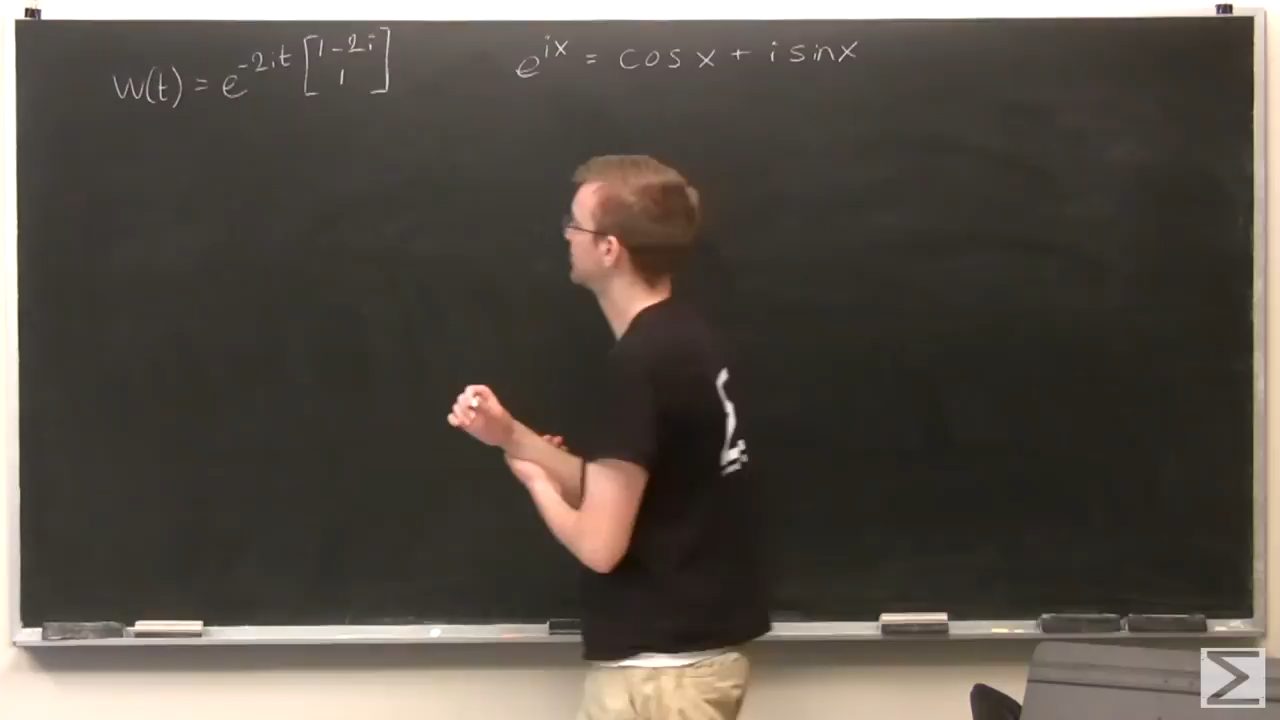 w(t) = e^{-2it} [1-2i
1]
e^{ix} = cos x + i sin x
Σ